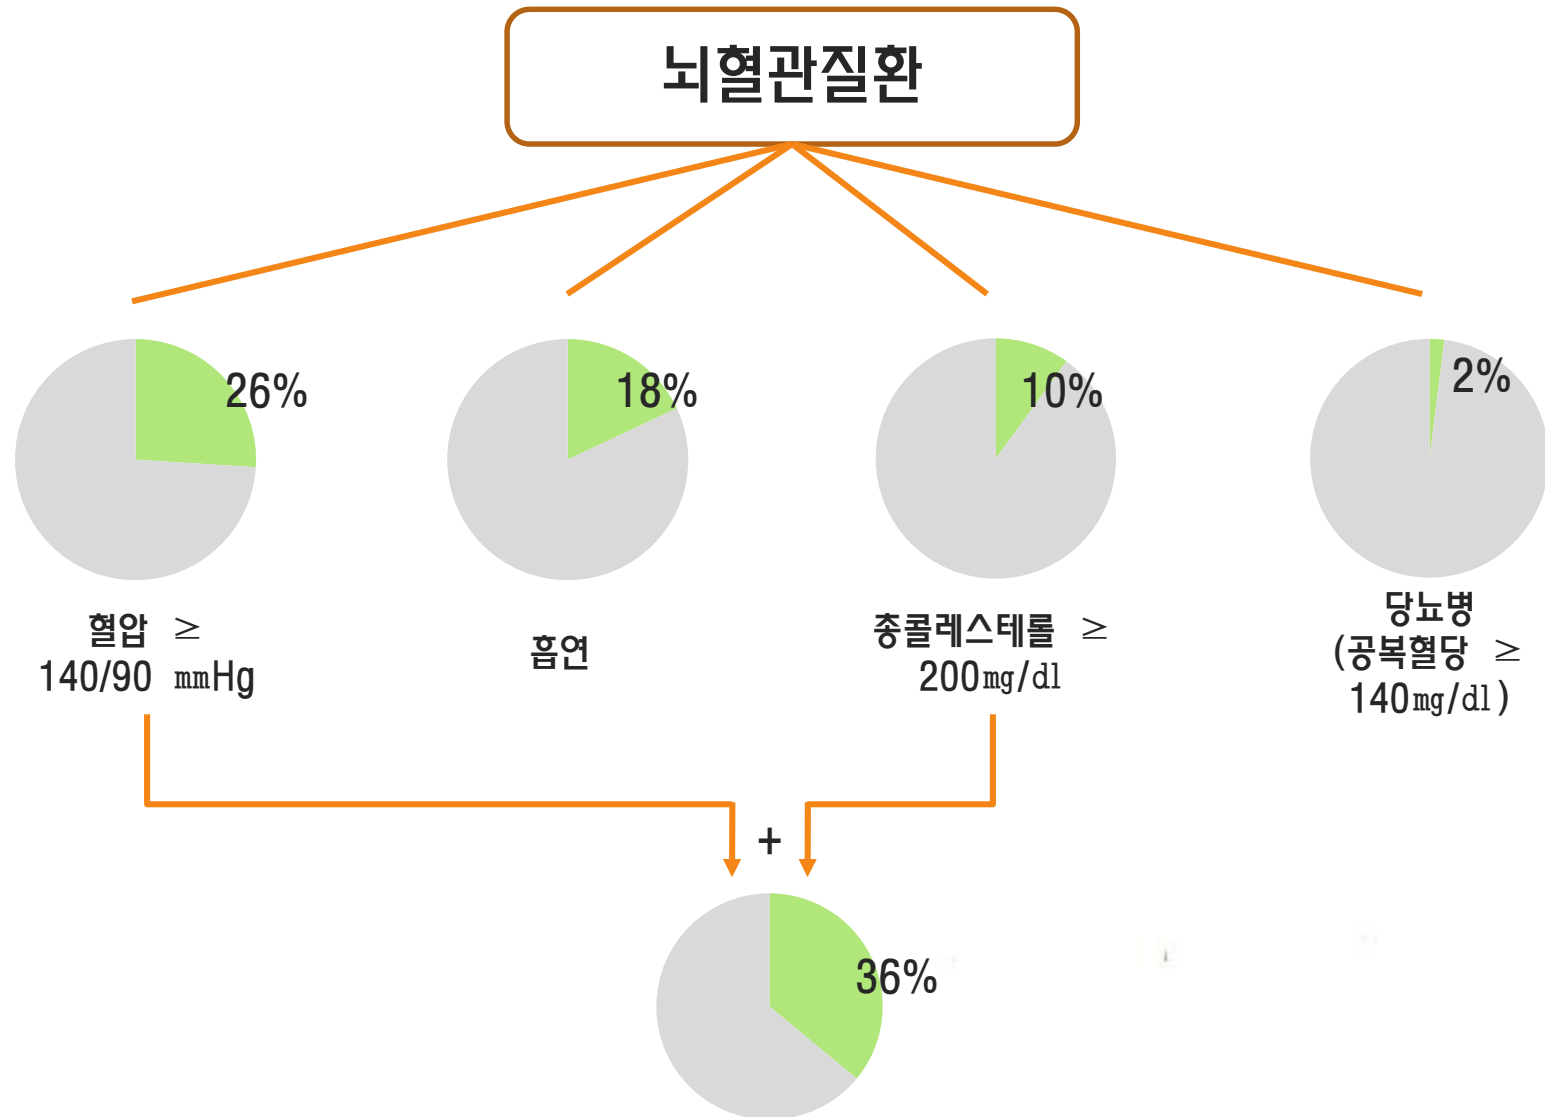 뇌혈관질환
26%
18%
10%
2%
혈압 ≥
140/90 mmHg
흡연
총콜레스테롤 ≥
200mg/dl
당뇨병
(공복혈당 ≥
140mg/dl)
+
36%